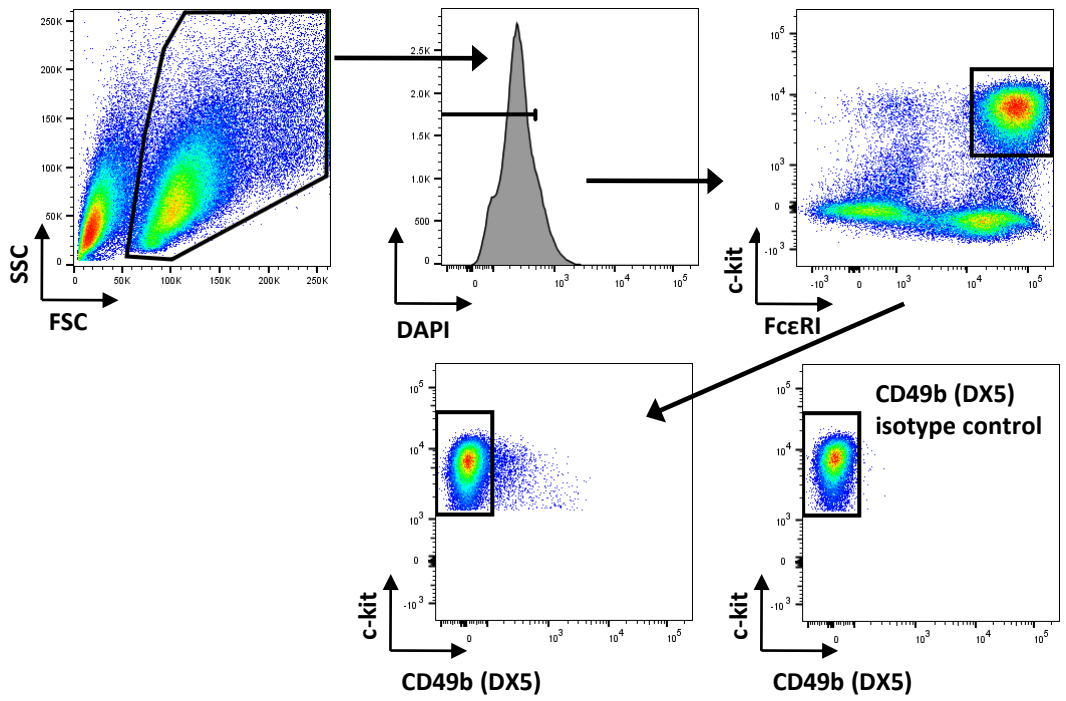 250K
200K
150K
100K
50K
0
SSC
0 50K 100K 150K 200K 250K
FSC
2.5K
2.0K
1.5K
1.0K
500
0
0 10³ 10⁴ 10⁵
DAPI
10⁵
10⁴
10³
0
-10³
c-kit
-10³ 0 10³ 10⁴ 10⁵
FcεRI
10⁵
10⁴
10³
0
-10³
c-kit
0 10³ 10⁴ 10⁵
CD49b (DX5)
CD49b (DX5)
isotype control
10⁵
10⁴
10³
0
-10³
c-kit
0 10³ 10⁴ 10⁵
CD49b (DX5)